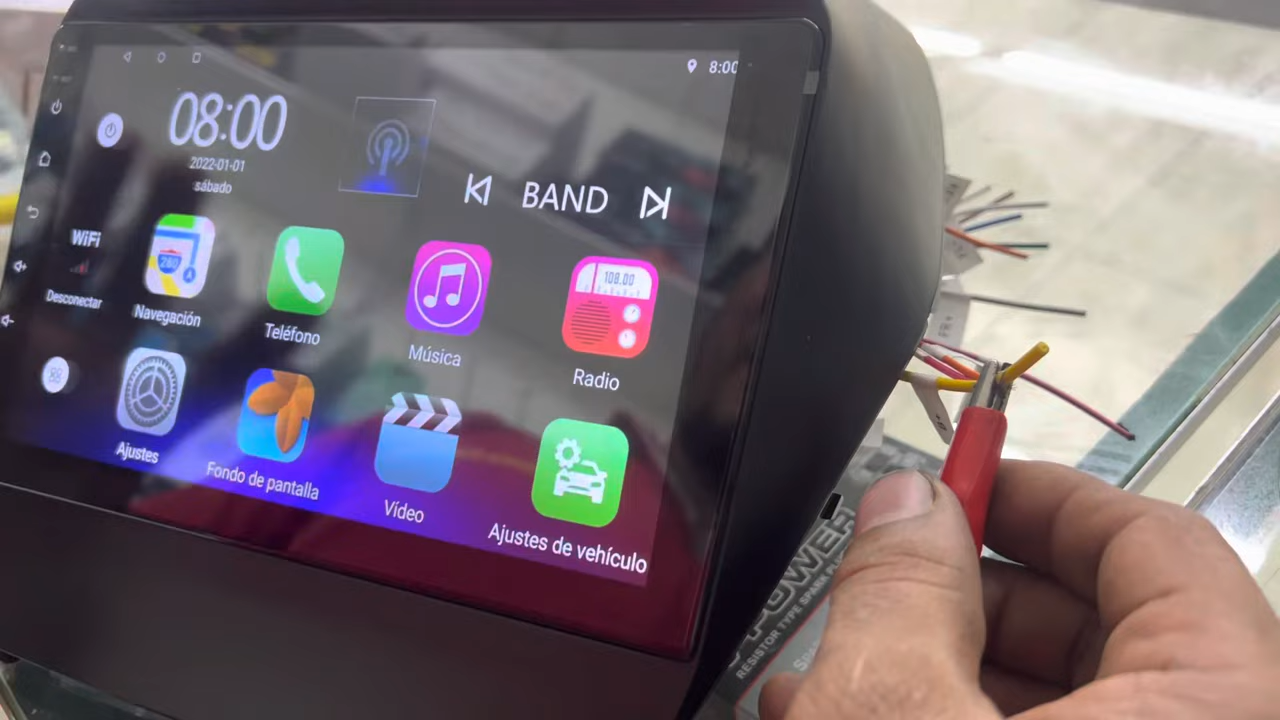 8:00
08:00
2022-01-01
sábado
BAND
WiFi
Desconectar
280
Navegación
Teléfono
Música
108.00
Radio
Ajustes
Fondo de pantalla
Vídeo
Ajustes de vehículo
POWER
RESISTOR TYPE SPARK